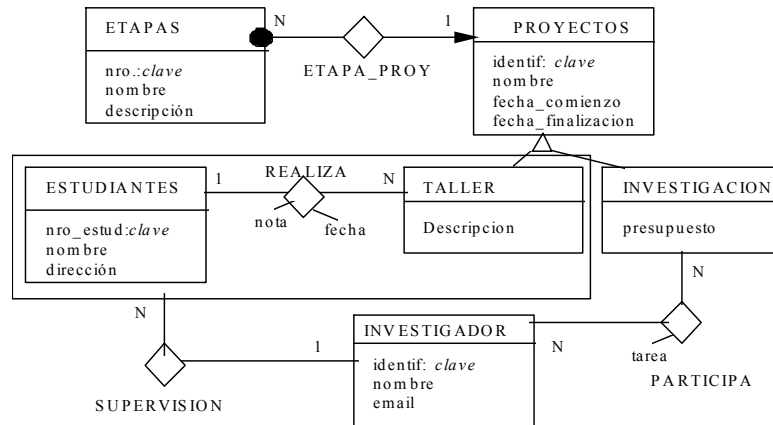 ETAPAS
nro.:clave
nombre
descripción
N
1
ETAPA_PROY
PROYECTOS
identif: clave
nombre
fecha_comienzo
fecha_finalizacion
ESTUDIANTES
nro_estud:clave
nombre
dirección
1
REALIZA
N
nota
fecha
TALLER
Descripcion
INVESTIGACION
presupuesto
N
N
SUPERVISION
1
INVESTIGADOR
identif: clave
nombre
email
N
tarea
PARTICIPA